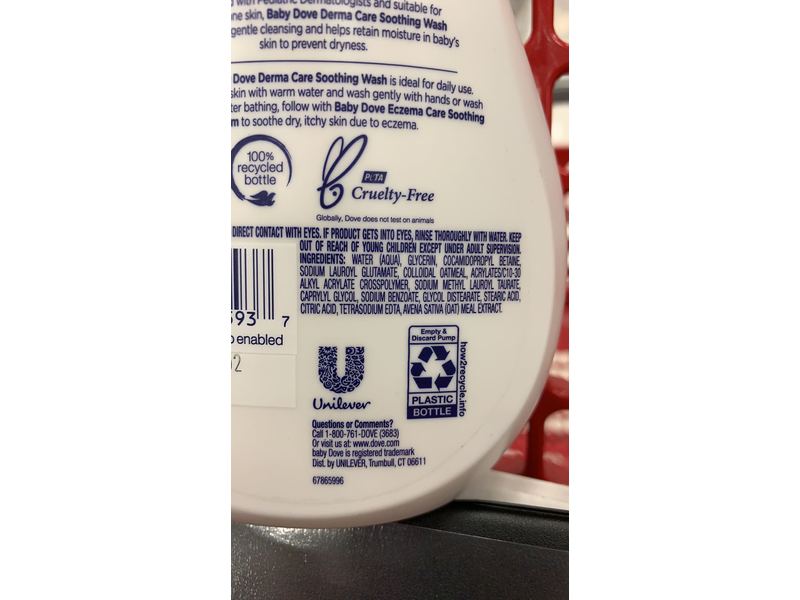 with Pediatric Dermatologists and suitable for
skin, Baby Dove Derma Care Soothing Wash
gentle cleansing and helps retain moisture in baby's
skin to prevent dryness.
Dove Derma Care Soothing Wash is ideal for daily use.
skin with warm water and wash gently with hands or wash
bathing, follow with Baby Dove Eczema Care Soothing
to soothe dry, itchy skin due to eczema.
100%
recycled
bottle
PETA
Cruelty-Free
Globally, Dove does not test on animals
DIRECT CONTACT WITH EYES. IF PRODUCT GETS INTO EYES, RINSE THOROUGHLY WITH WATER. KEEP
OUT OF REACH OF YOUNG CHILDREN EXCEPT UNDER ADULT SUPERVISION.
INGREDIENTS: WATER (AQUA), GLYCERIN, COCAMIDOPROPYL BETAINE,
SODIUM LAUROYL GLUTAMATE, COLLOIDAL OATMEAL, ACRYLATES/C10-30
ALKYL ACRYLATE CROSSPOLYMER, SODIUM METHYL LAUROYL TAURATE,
CAPRYLYL GLYCOL, SODIUM BENZOATE, GLYCOL DISTEARATE, STEARIC ACID,
CITRIC ACID, TETRASODIUM EDTA, AVENA SATIVA (OAT) MEAL EXTRACT.
593 7
enabled
2
Unilever
Empty &
Discard Pump
PLASTIC
BOTTLE
how2recycle.info
Questions or Comments?
Call 1-800-761-DOVE (3683)
Or visit us at: www.dove.com
baby Dove is registered trademark
Dist. by UNILEVER, Trumbull, CT 06611
67865996